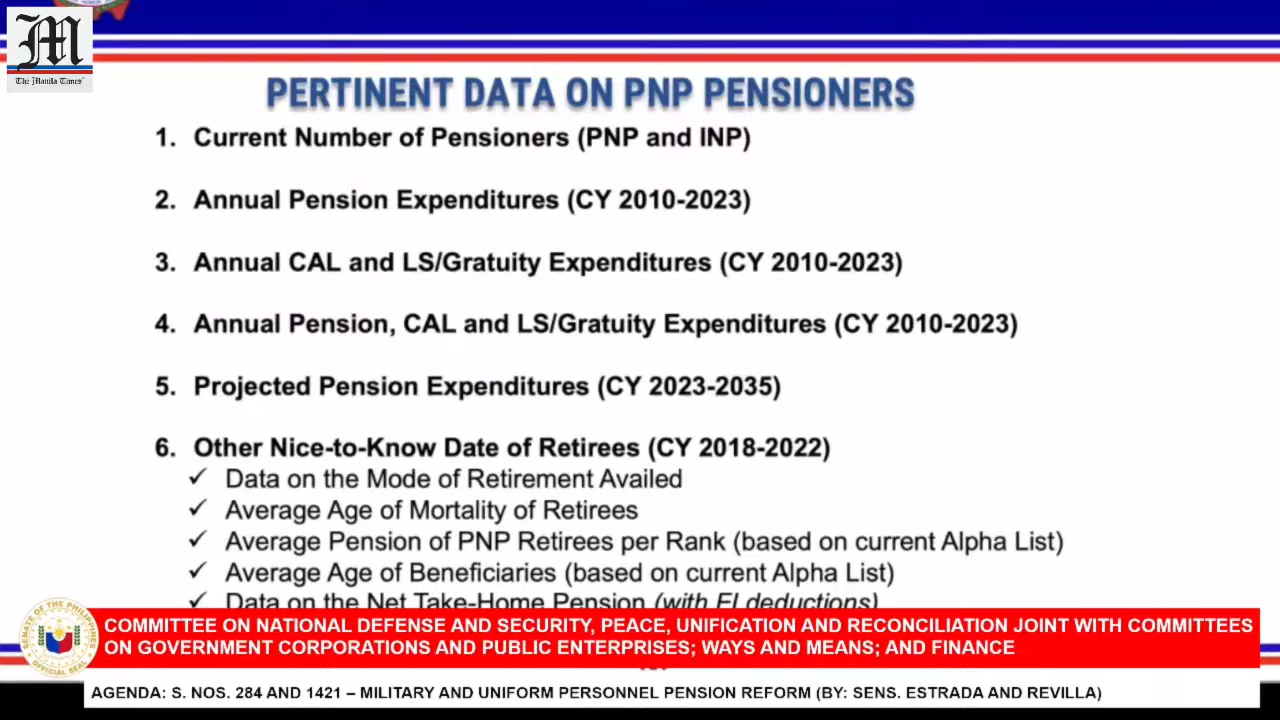 M
The Manila Times
PERTINENT DATA ON PNP PENSIONERS
1. Current Number of Pensioners (PNP and INP)
2. Annual Pension Expenditures (CY 2010-2023)
3. Annual CAL and LS/Gratuity Expenditures (CY 2010-2023)
4. Annual Pension, CAL and LS/Gratuity Expenditures (CY 2010-2023)
5. Projected Pension Expenditures (CY 2023-2035)
6. Other Nice-to-Know Date of Retirees (CY 2018-2022)
✓ Data on the Mode of Retirement Availed
✓ Average Age of Mortality of Retirees
✓ Average Pension of PNP Retirees per Rank (based on current Alpha List)
✓ Average Age of Beneficiaries (based on current Alpha List)
✓ Data on the Net Take-Home Pension (with FI deductions)
SENATE OF THE PHILIPPINES
OFFICIAL SEAL
COMMITTEE ON NATIONAL DEFENSE AND SECURITY, PEACE, UNIFICATION AND RECONCILIATION JOINT WITH COMMITTEES
ON GOVERNMENT CORPORATIONS AND PUBLIC ENTERPRISES; WAYS AND MEANS; AND FINANCE
AGENDA: S. NOS. 284 AND 1421 – MILITARY AND UNIFORM PERSONNEL PENSION REFORM (BY: SENS. ESTRADA AND REVILLA)